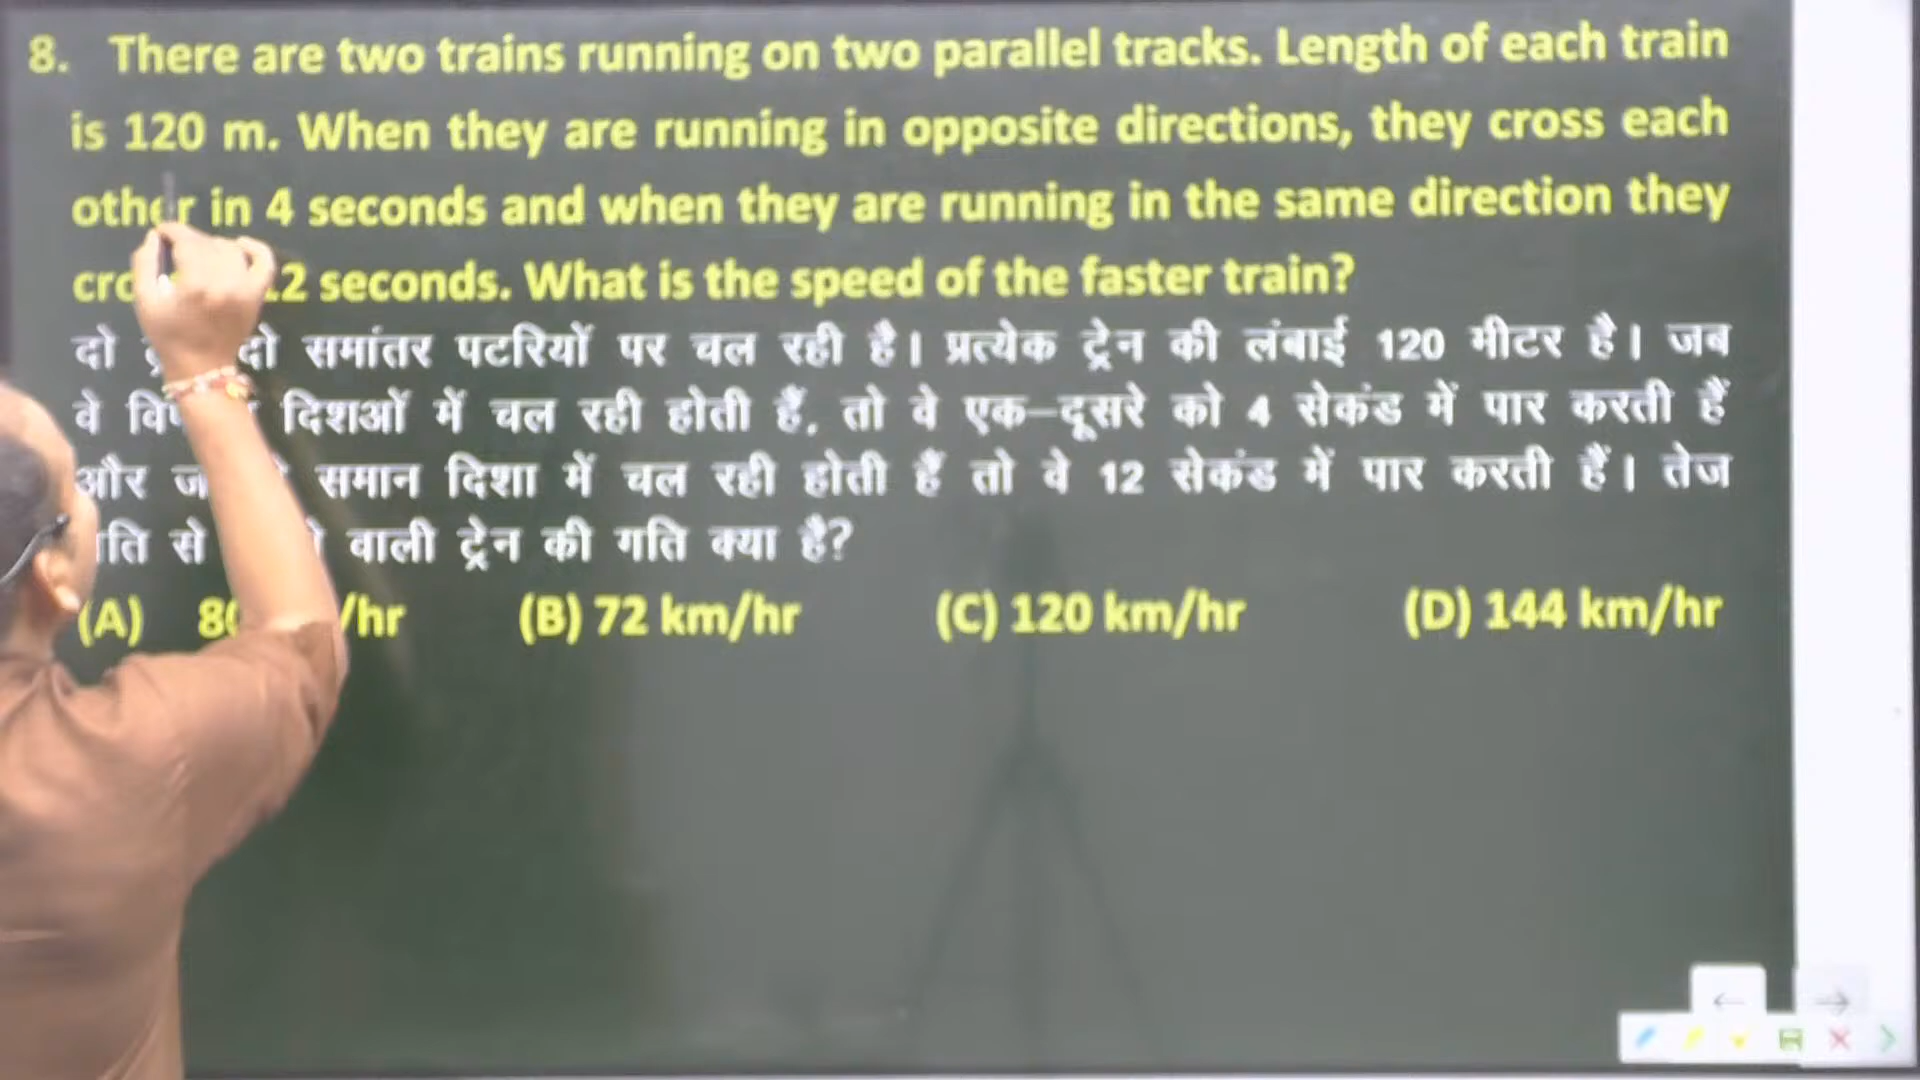 8. There are two trains running on two parallel tracks. Length of each train
is 120 m. When they are running in opposite directions, they cross each
other in 4 seconds and when they are running in the same direction they
seconds. What is the speed of the faster train?
दो दो समांतर पटरियों पर चल रही है। प्रत्येक ट्रेन की लंबाई 120 मीटर है। जब
वे दिशओं में चल रही होती हैं, तो वे एक–दूसरे को 4 सेकंड में पार करती हैं
और समान दिशा में चल रही होती हैं तो वे 12 सेकंड में पार करती हैं। तेज
से वाली ट्रेन की गति क्या है?
(A) /hr (B) 72 km/hr (C) 120 km/hr (D) 144 km/hr